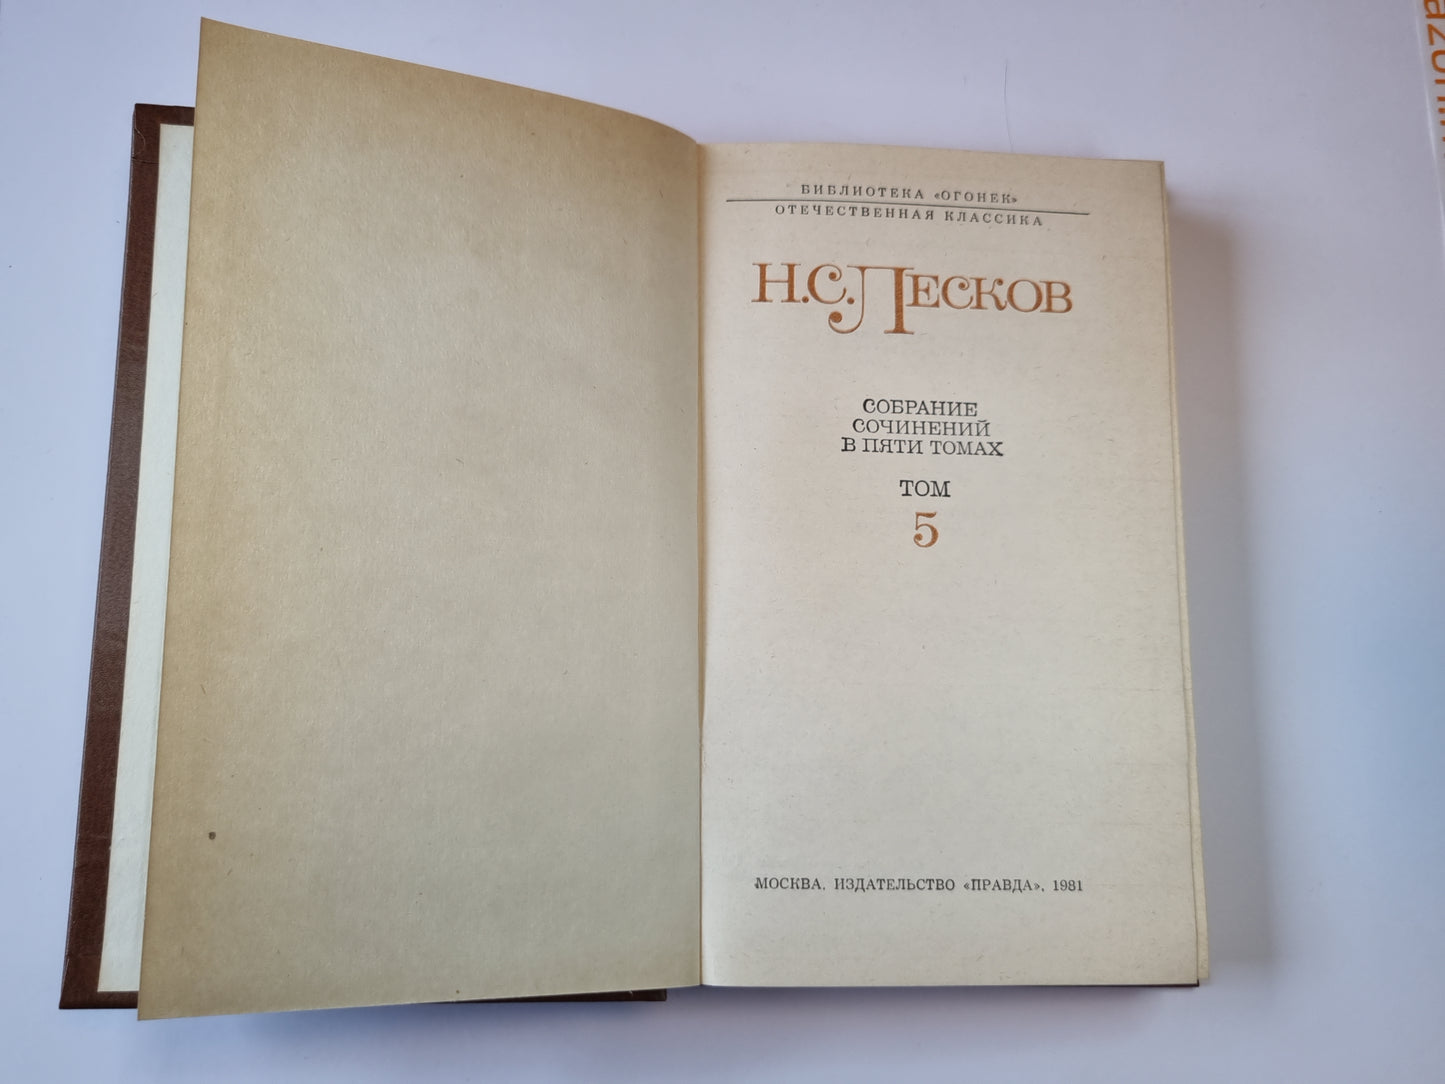 БИБЛИОТЕКА «ОГОНЕК»
ОТЕЧЕСТВЕННАЯ КЛАССИКА
Н.С.ЛЕСКОВ
СОБРАНИЕ
СОЧИНЕНИЙ
В ПЯТИ ТОМАХ
ТОМ
5
МОСКВА. ИЗДАТЕЛЬСТВО «ПРАВДА». 1981